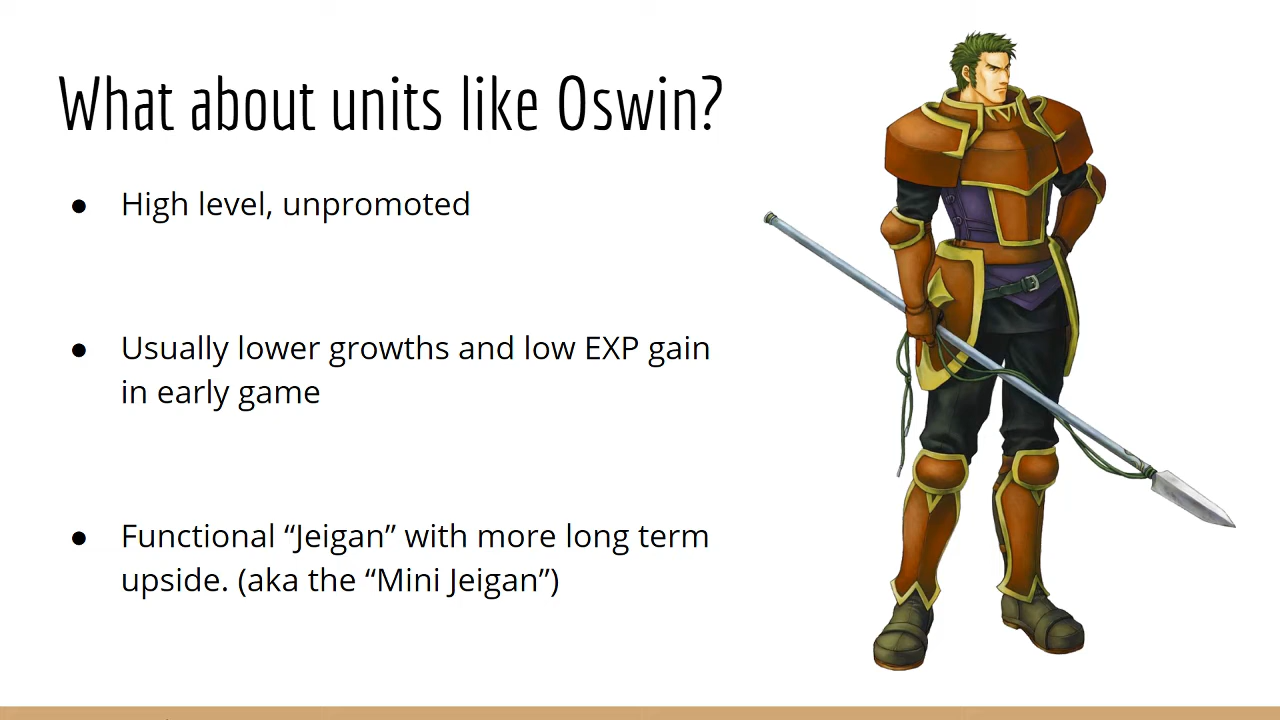 What about units like Oswin?
● High level, unpromoted
● Usually lower growths and low EXP gain
in early game
● Functional “Jeigan” with more long term
upside. (aka the “Mini Jeigan”)